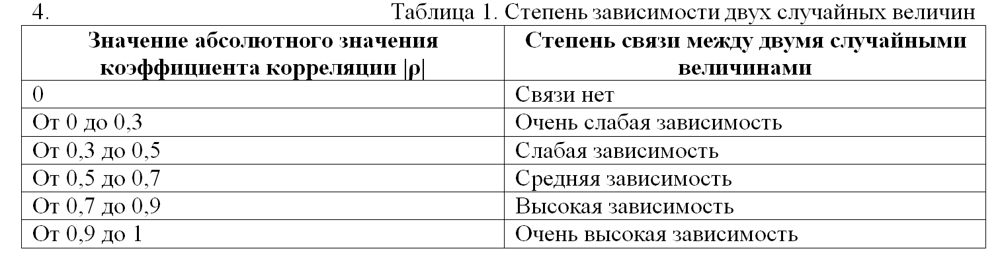 4. Таблица 1. Степень зависимости двух случайных величин
Значение абсолютного значения
коэффициента корреляции |ρ|
Степень связи между двумя случайными
величинами
0
Связи нет
От 0 до 0,3
Очень слабая зависимость
От 0,3 до 0,5
Слабая зависимость
От 0,5 до 0,7
Средняя зависимость
От 0,7 до 0,9
Высокая зависимость
От 0,9 до 1
Очень высокая зависимость